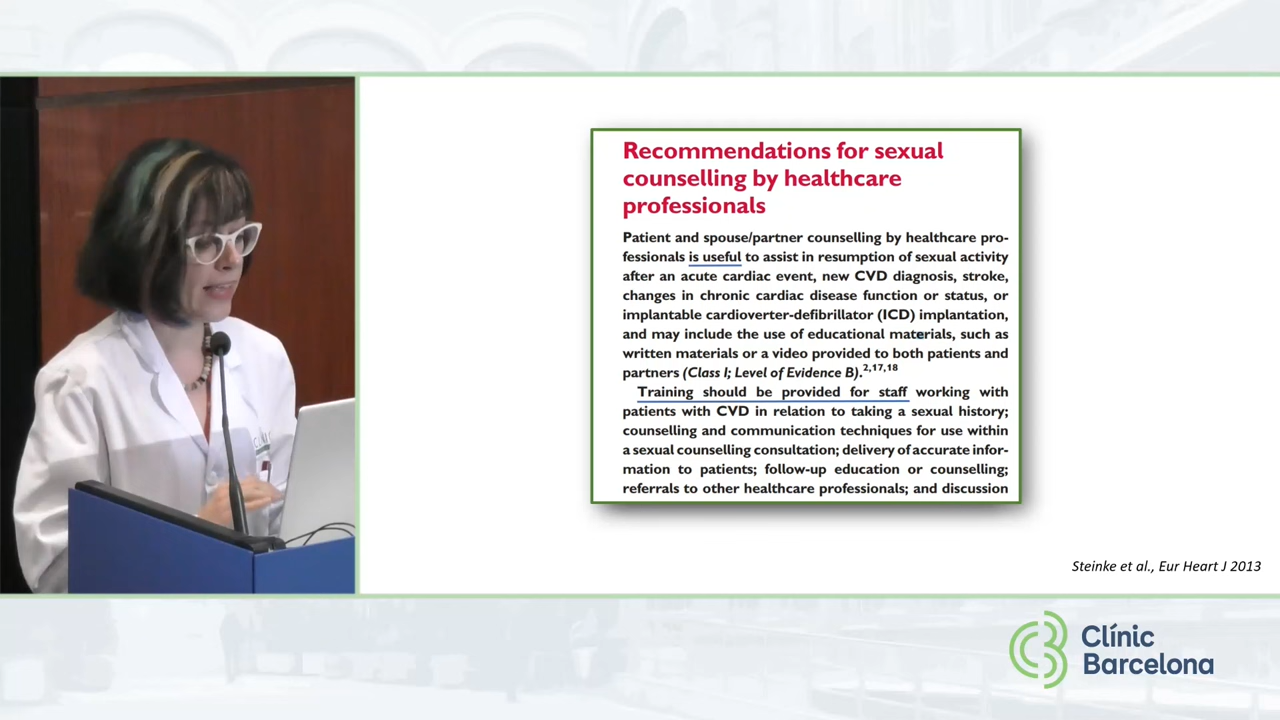 Recommendations for sexual
counselling by healthcare
professionals
Patient and spouse/partner counselling by healthcare pro-
fessionals is useful to assist in resumption of sexual activity
after an acute cardiac event, new CVD diagnosis, stroke,
changes in chronic cardiac disease function or status, or
implantable cardioverter-defibrillator (ICD) implantation,
and may include the use of educational materials, such as
written materials or a video provided to both patients and
partners (Class I; Level of Evidence B).2,17,18
Training should be provided for staff working with
patients with CVD in relation to taking a sexual history;
counselling and communication techniques for use within
a sexual counselling consultation; delivery of accurate infor-
mation to patients; follow-up education or counselling;
referrals to other healthcare professionals; and discussion
Steinke et al., Eur Heart J 2013
Clínic
Barcelona